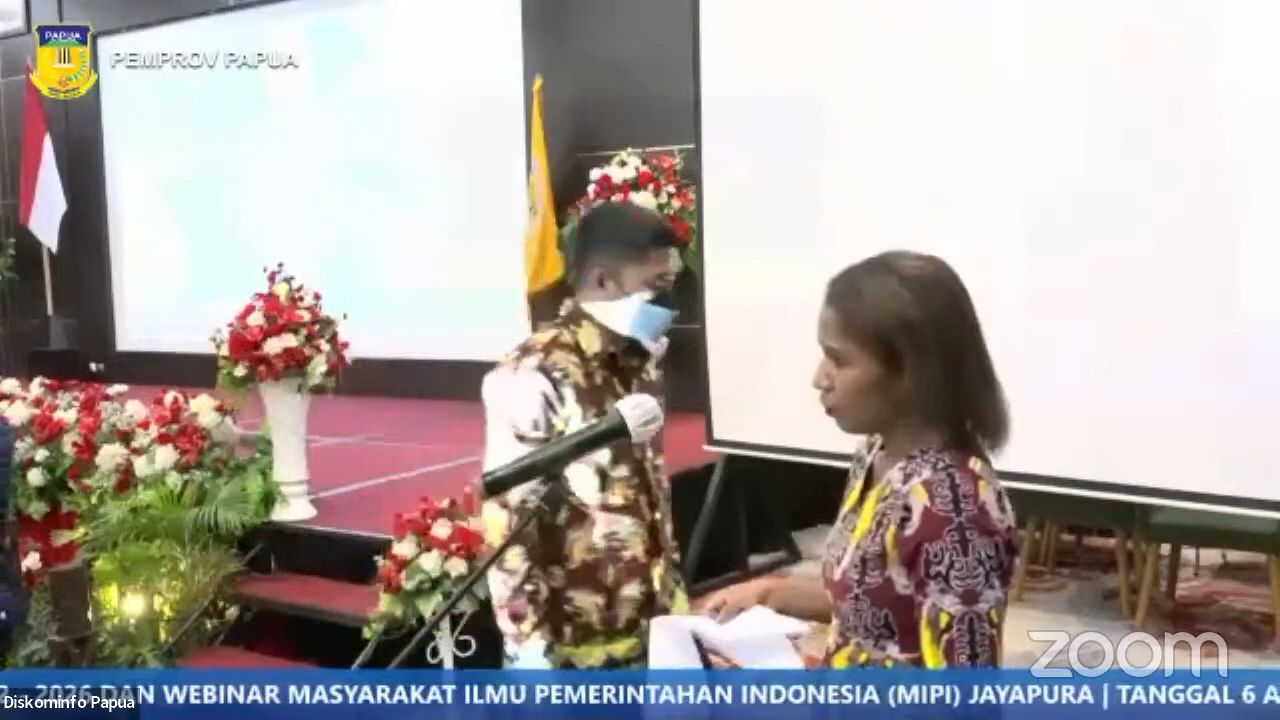 PAPUA
PEMPROV PAPUA
zoom
2026 DAN WEBINAR MASYARAKAT ILMU PEMERINTAHAN INDONESIA (MIPI) JAYAPURA | TANGGAL 6 A
Diskominfo Papua